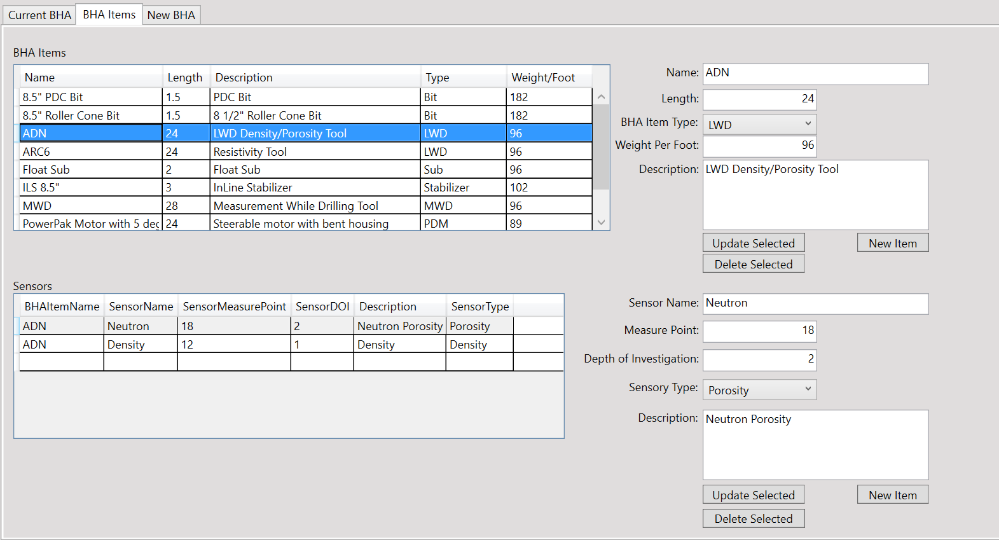 Current BHA BHA Items New BHA
BHA Items
Name Length Description Type Weight/Foot
8.5" PDC Bit 1.5 PDC Bit Bit 182
8.5" Roller Cone Bit 1.5 8 1/2" Roller Cone Bit Bit 182
ADN 24 LWD Density/Porosity Tool LWD 96
ARC6 24 Resistivity Tool LWD 96
Float Sub 2 Float Sub Sub 96
ILS 8.5" 3 InLine Stabilizer Stabilizer 102
MWD 28 Measurement While Drilling Tool MWD 96
PowerPak Motor with 5 deg 24 Steerable motor with bent housing PDM 89
Name: ADN
Length: 24
BHA Item Type: LWD
Weight Per Foot: 96
Description: LWD Density/Porosity Tool
Update Selected New Item
Delete Selected
Sensors
BHAItemName SensorName SensorMeasurePoint SensorDOI Description SensorType
ADN Neutron 18 2 Neutron Porosity Porosity
ADN Density 12 1 Density Density
Sensor Name: Neutron
Measure Point: 18
Depth of Investigation: 2
Sensory Type: Porosity
Description: Neutron Porosity
Update Selected New Item
Delete Selected